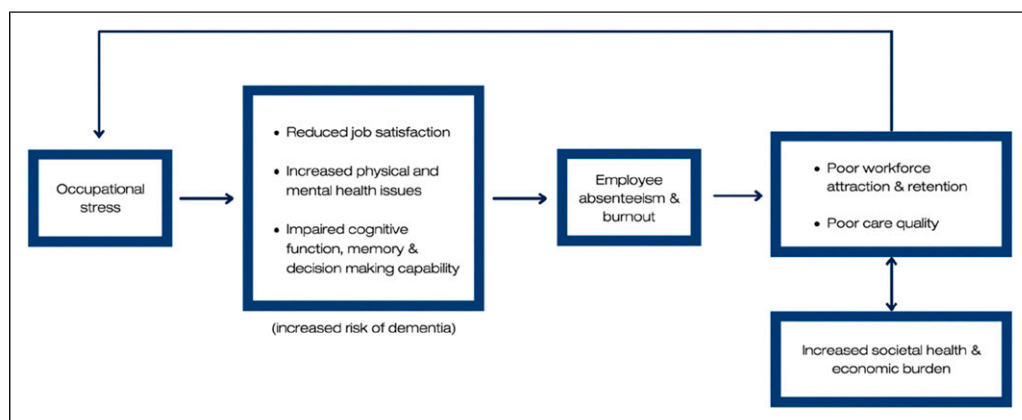 Occupational
stress
• Reduced job satisfaction
• Increased physical and
mental health issues
• Impaired cognitive
function, memory &
decision making capability
(increased risk of dementia)
Employee
absenteeism &
burnout
• Poor workforce
attraction & retention
• Poor care quality
Increased societal health &
economic burden